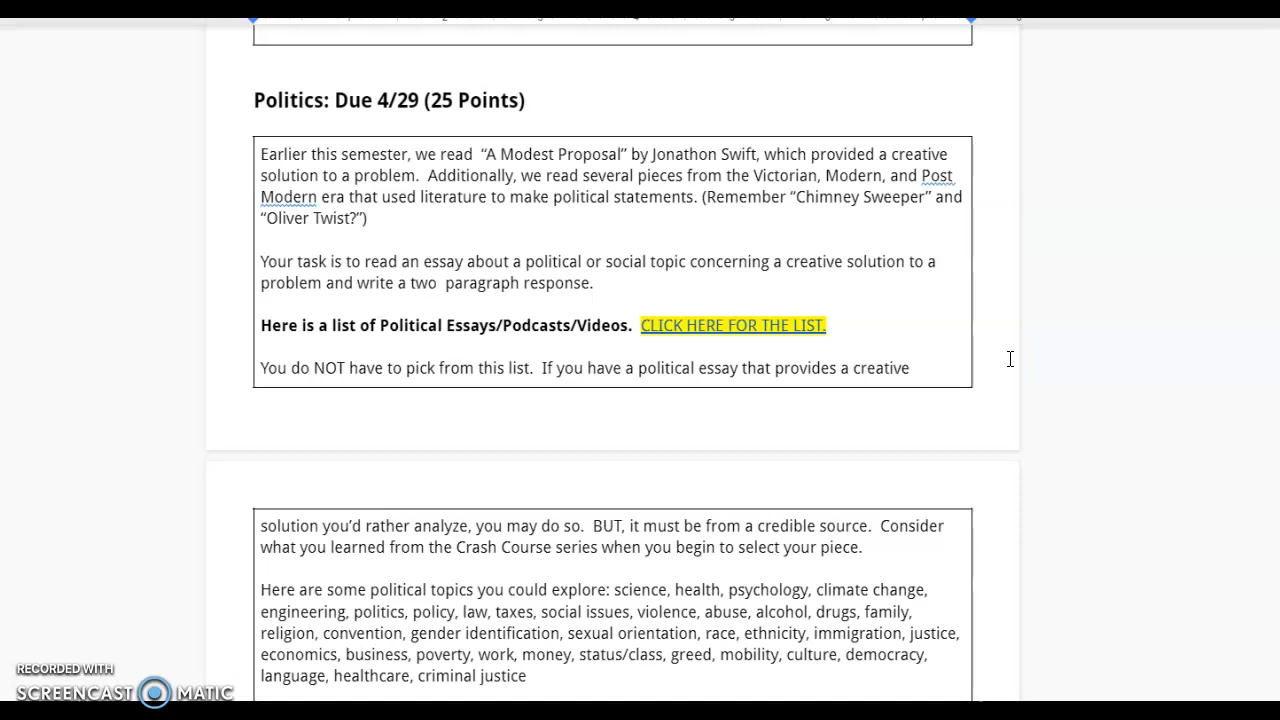 Politics: Due 4/29 (25 Points)
Earlier this semester, we read “A Modest Proposal” by Jonathon Swift, which provided a creative
solution to a problem. Additionally, we read several pieces from the Victorian, Modern, and Post
Modern era that used literature to make political statements. (Remember “Chimney Sweeper” and
“Oliver Twist?”)
Your task is to read an essay about a political or social topic concerning a creative solution to a
problem and write a two paragraph response.
Here is a list of Political Essays/Podcasts/Videos. CLICK HERE FOR THE LIST.
You do NOT have to pick from this list. If you have a political essay that provides a creative
solution you’d rather analyze, you may do so. BUT, it must be from a credible source. Consider
what you learned from the Crash Course series when you begin to select your piece.
Here are some political topics you could explore: science, health, psychology, climate change,
engineering, politics, policy, law, taxes, social issues, violence, abuse, alcohol, drugs, family,
religion, convention, gender identification, sexual orientation, race, ethnicity, immigration, justice,
economics, business, poverty, work, money, status/class, greed, mobility, culture, democracy,
language, healthcare, criminal justice
RECORDED WITH
SCREENCAST MATIC